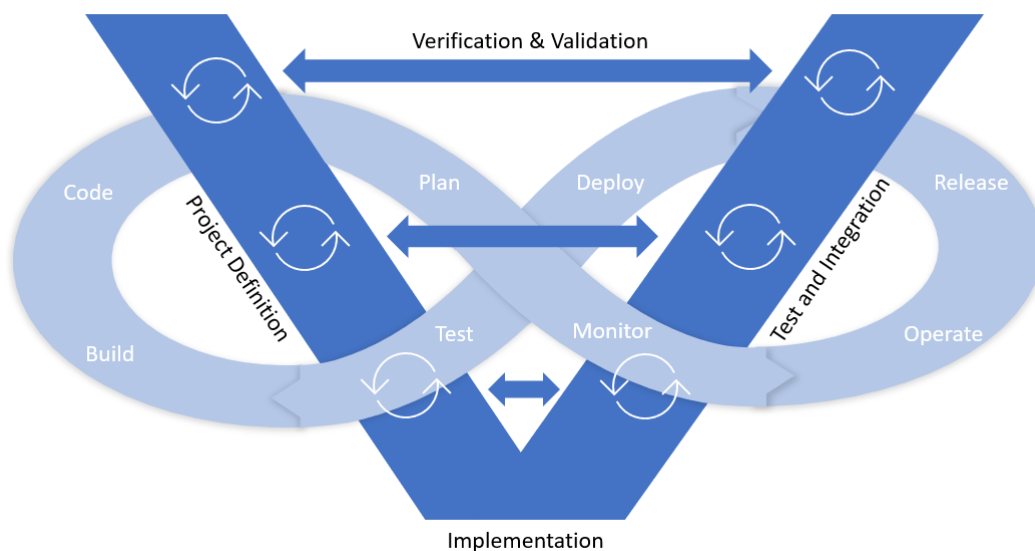 Verification & Validation
Code
Plan
Deploy
Release
Project Definition
Test and Integration
Build
Test
Monitor
Operate
Implementation